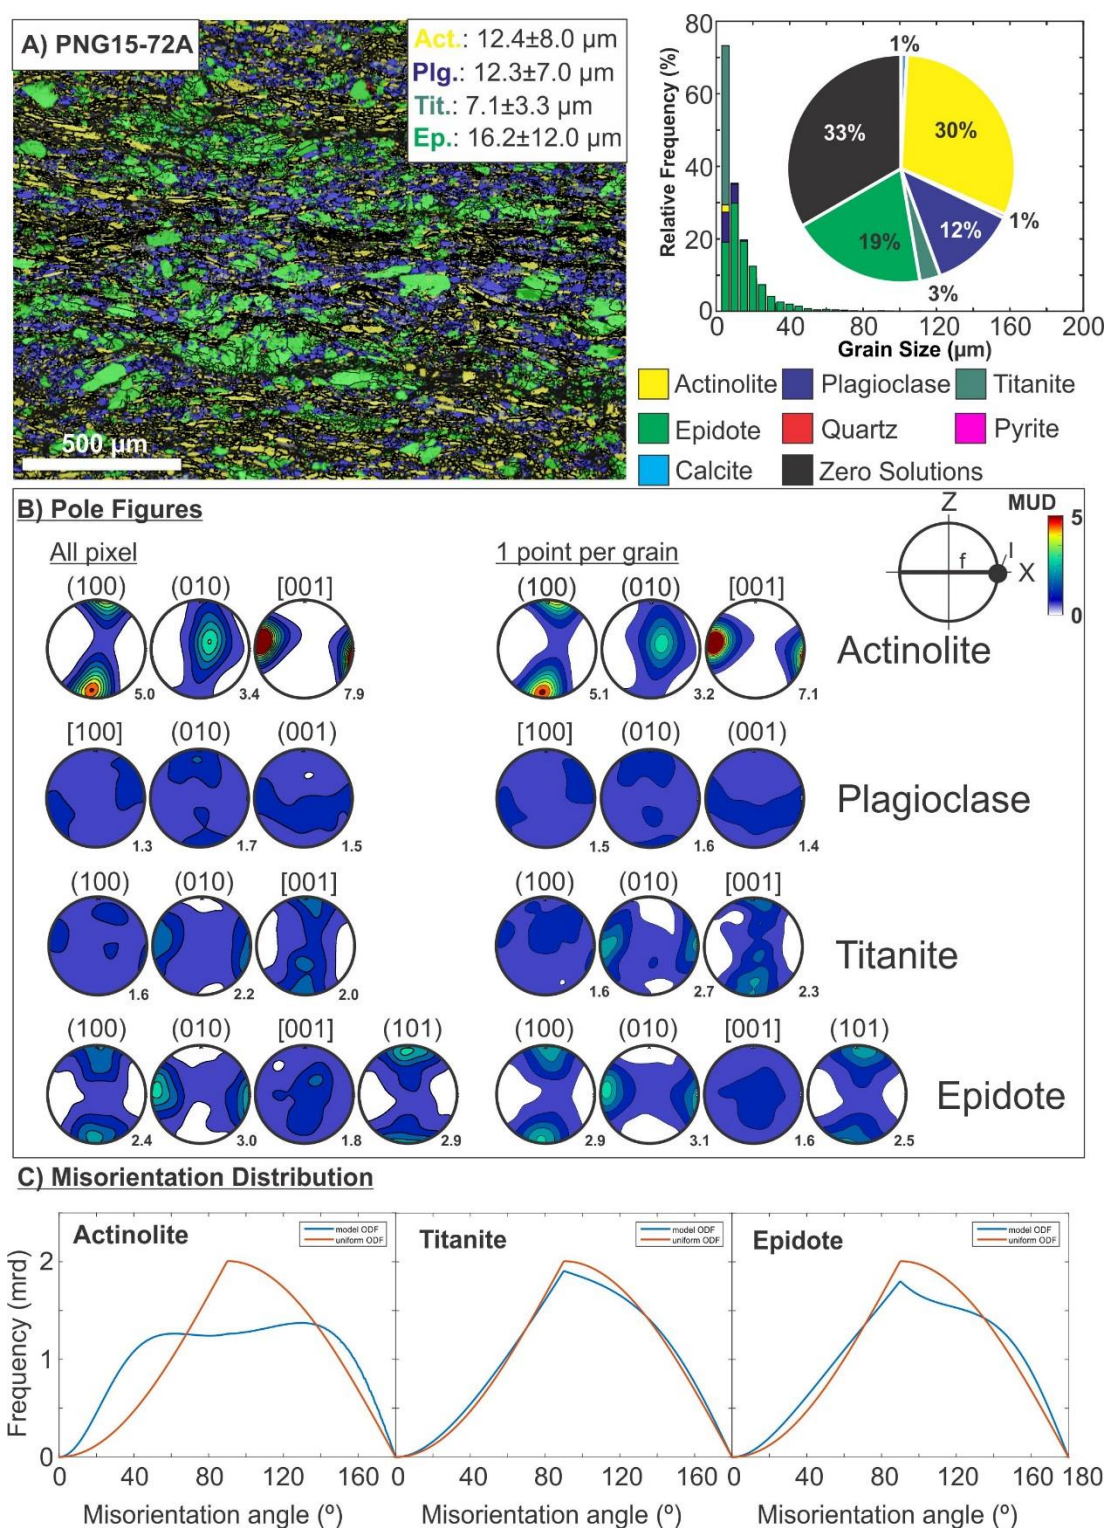 A) PNG15-72A
Act.: 12.4±8.0 µm
Plg.: 12.3±7.0 µm
Tit.: 7.1±3.3 µm
Ep.: 16.2±12.0 µm
500 µm
Relative Frequency (%)
80
60
40
20
0
1%
30%
1%
12%
3%
19%
33%
0 40 80 120 160 200
Grain Size (µm)
Actinolite Plagioclase Titanite
Epidote Quartz Pyrite
Calcite Zero Solutions
B) Pole Figures
Z
f
l
X
MUD
5
0
All pixel
1 point per grain
(100) (010) [001] (100) (010) [001]
5.0 3.4 7.9 5.1 3.2 7.1
Actinolite
[100] (010) (001) [100] (010) (001)
1.3 1.7 1.5 1.5 1.6 1.4
Plagioclase
(100) (010) [001] (100) (010) [001]
1.6 2.2 2.0 1.6 2.7 2.3
Titanite
(100) (010) [001] (101) (100) (010) [001] (101)
2.4 3.0 1.8 2.9 2.9 3.1 1.6 2.5
Epidote
C) Misorientation Distribution
Frequency (mrd)
2
1
0
Actinolite
model ODF
uniform ODF
Titanite
model ODF
uniform ODF
Epidote
model ODF
uniform ODF
0 40 80 120 160 0 40 80 120 160 0 40 80 120 160 180
Misorientation angle (º) Misorientation angle (º) Misorientation angle (º)